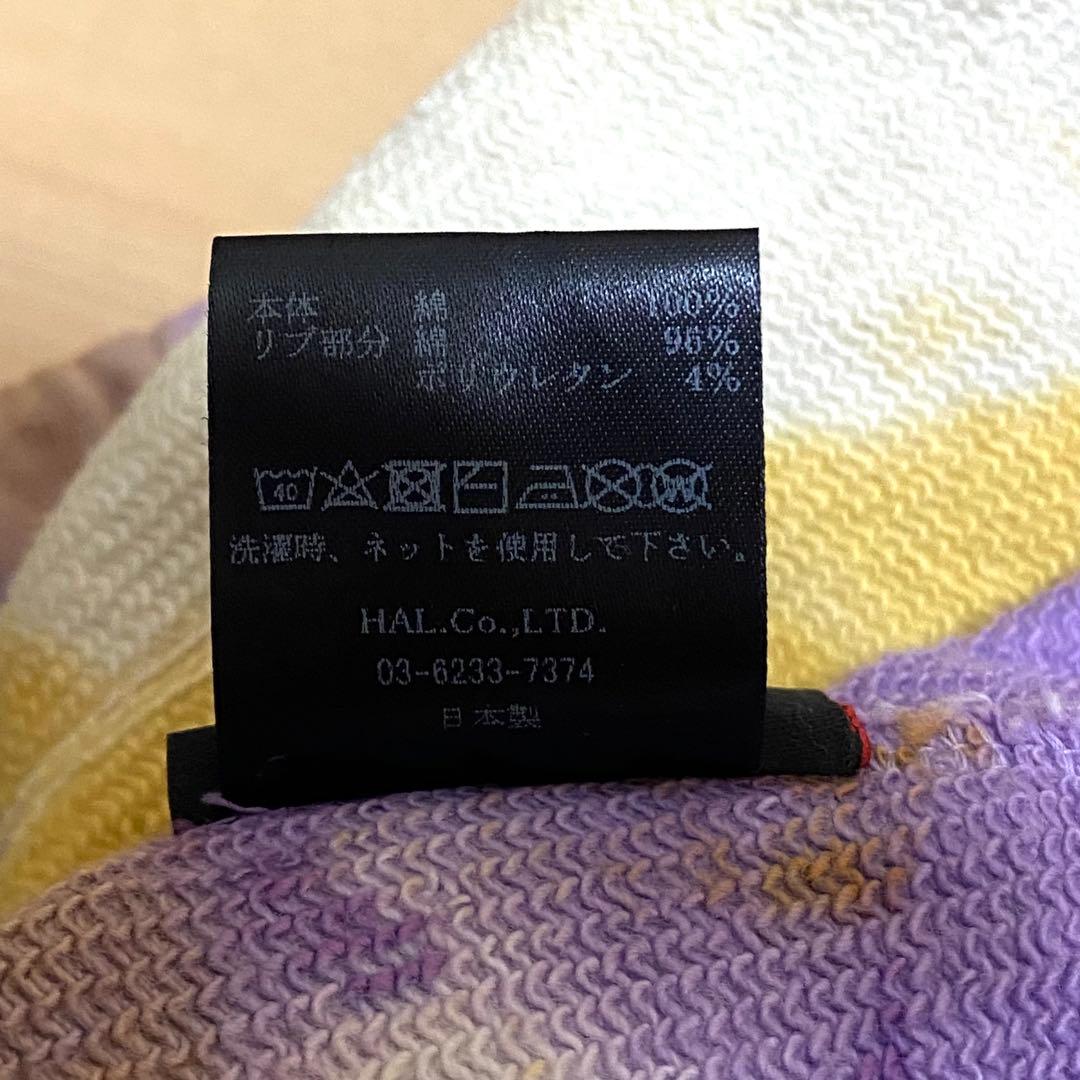 本体 綿 100%
リブ部分 綿 96%
ポリウレタン 4%
40
W
洗濯時、ネットを使用して下さい。
HAL.Co.,LTD.
03-6233-7374
日本製